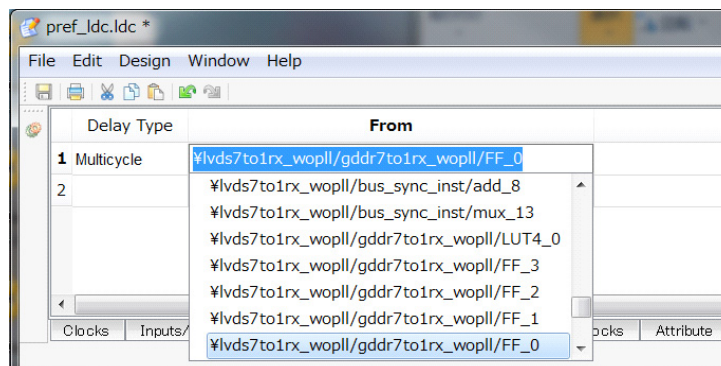 pref_ldc.ldc *
File Edit Design Window Help
Delay Type From
1 Multicycle ¥lvds7to1rx_wopll/gddr7to1rx_wopll/FF_0
2
¥lvds7to1rx_wopll/bus_sync_inst/add_8
¥lvds7to1rx_wopll/bus_sync_inst/mux_13
¥lvds7to1rx_wopll/gddr7to1rx_wopll/LUT4_0
¥lvds7to1rx_wopll/gddr7to1rx_wopll/FF_3
¥lvds7to1rx_wopll/gddr7to1rx_wopll/FF_2
¥lvds7to1rx_wopll/gddr7to1rx_wopll/FF_1
¥lvds7to1rx_wopll/gddr7to1rx_wopll/FF_0
Clocks Inputs/ ocks Attribute